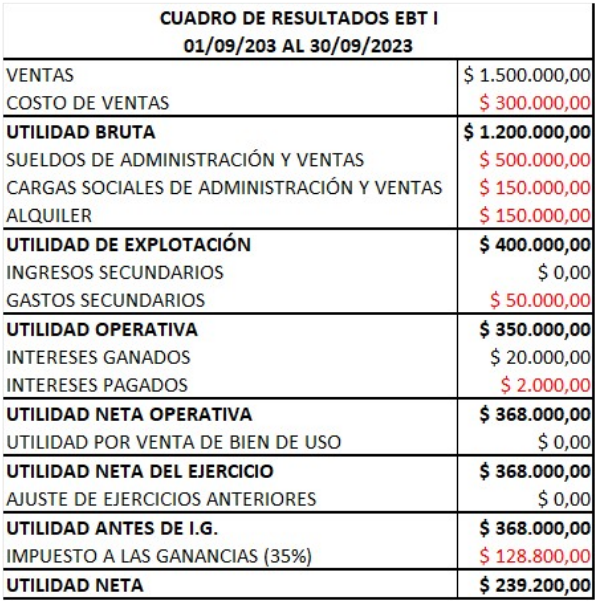 CUADRO DE RESULTADOS EBT I
01/09/203 AL 30/09/2023
VENTAS $ 1.500.000,00
COSTO DE VENTAS $ 300.000,00
UTILIDAD BRUTA $ 1.200.000,00
SUELDOS DE ADMINISTRACIÓN Y VENTAS $ 500.000,00
CARGAS SOCIALES DE ADMINISTRACIÓN Y VENTAS $ 150.000,00
ALQUILER $ 150.000,00
UTILIDAD DE EXPLOTACIÓN $ 400.000,00
INGRESOS SECUNDARIOS $ 0,00
GASTOS SECUNDARIOS $ 50.000,00
UTILIDAD OPERATIVA $ 350.000,00
INTERESES GANADOS $ 20.000,00
INTERESES PAGADOS $ 2.000,00
UTILIDAD NETA OPERATIVA $ 368.000,00
UTILIDAD POR VENTA DE BIEN DE USO $ 0,00
UTILIDAD NETA DEL EJERCICIO $ 368.000,00
AJUSTE DE EJERCICIOS ANTERIORES $ 0,00
UTILIDAD ANTES DE I.G. $ 368.000,00
IMPUESTO A LAS GANANCIAS (35%) $ 128.800,00
UTILIDAD NETA $ 239.200,00